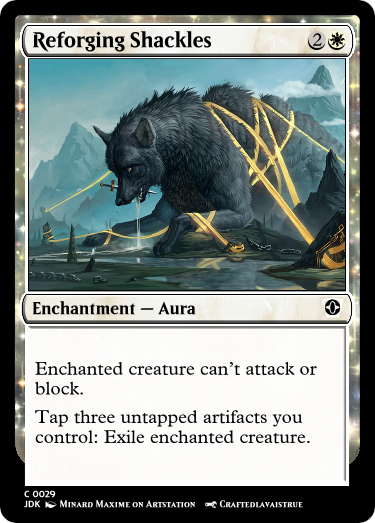 Reforging Shackles 2
Enchantment — Aura
Enchanted creature can't attack or
block.
Tap three untapped artifacts you
control: Exile enchanted creature.
C 0029
JDK Minard Maxime on Artstation Craftedlavaistrue